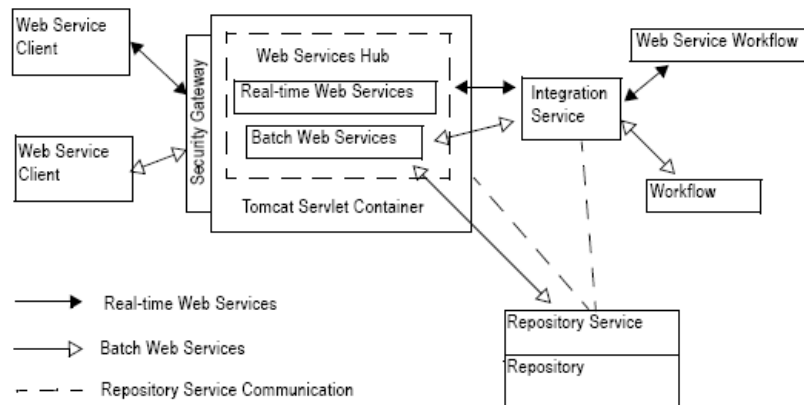 Web Service
Client
Web Service
Client
Security Gateway
Web Services Hub
Real-time Web Services
Batch Web Services
Tomcat Servlet Container
Integration
Service
Web Service Workflow
Workflow
Repository Service
Repository
Real-time Web Services
Batch Web Services
Repository Service Communication